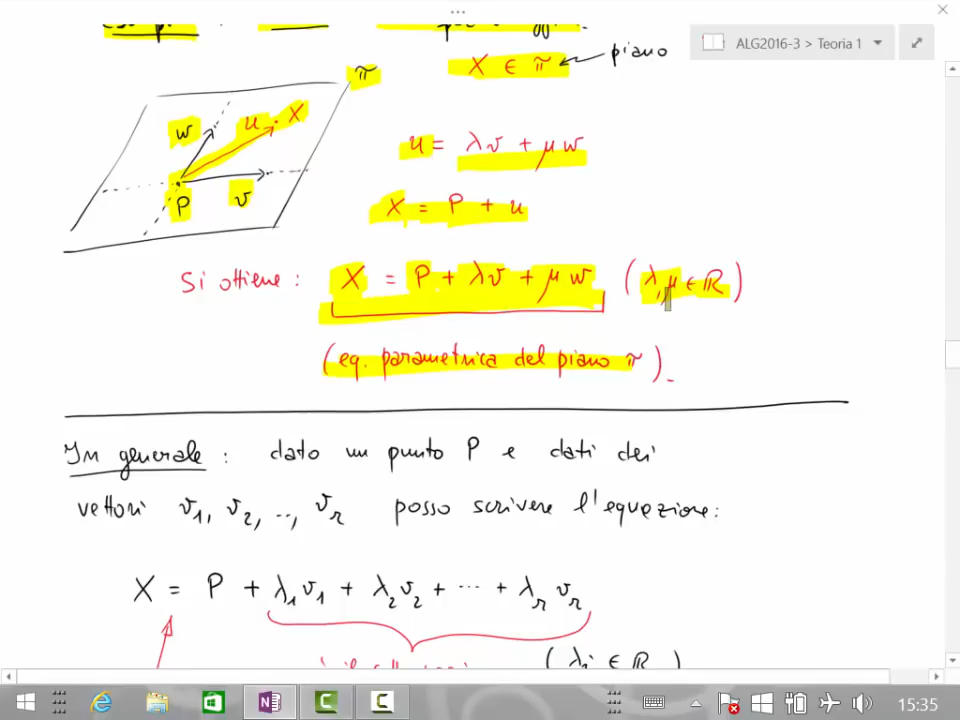 ALG2016-3 > Teoria 1
piano
X ∈ π
π
w
u
X
P
v
u = λv + μw
X = P + u
Si ottiene : X = P + λv + μw (λ, μ ∈ ℝ)
(eq. parametrica del piano π).
In generale : dato un punto P e dati dei
vettori v₁, v₂, .., vᵣ posso scrivere l'equazione:
X = P + λ₁v₁ + λ₂v₂ + ... + λᵣvᵣ
(λᵢ ∈ ℝ)
15:35